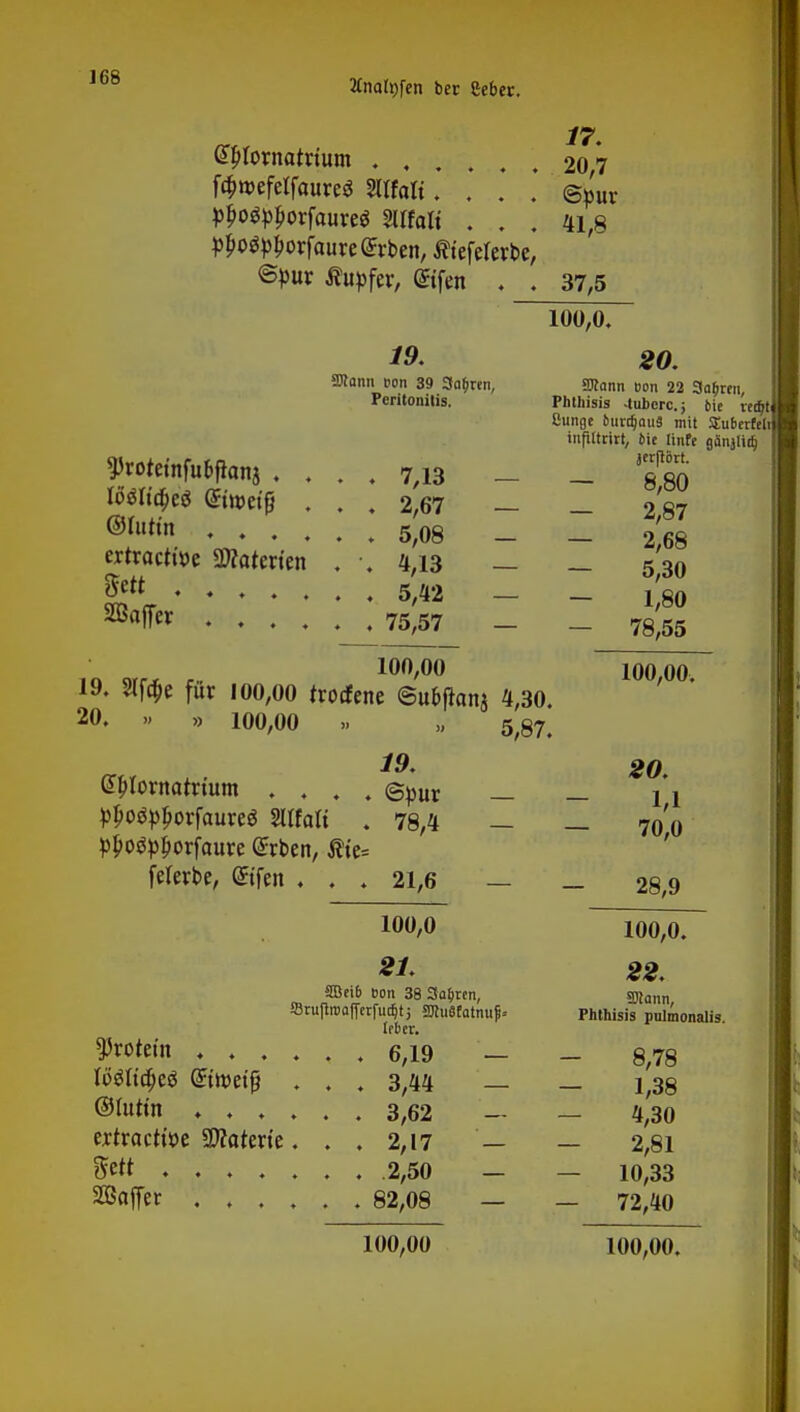 168
Analysen der Leber.
17.
Chlornatrium . . . . . . 20,7
schwefelsaures Alkali . . . . Spur
phosphorsaures Alkali . . . 41,8
phosphorsaure Erden, Kieselerde,
Spur Kupfer, Eisen . . 37,5
100,0.
19. 20.
Mann von 39 Jahren, Mann von 22 Jahren,
Peritonitis. Phthisis tuberc.; die recht
Lunge durchaus mit Tuberkeln
infiltrirt, die linke gänzlich
zerstört.
Proteinsubstanz . . . . 7,13 — — 8,80
lösliches Eiweiß . . . 2,67 — — 2,87
Glutin . . . . . . 5,08 — — 2,68
extractive Materien . . 4,13 — — 5,30
Fett . . . . . . . 5,42 — — 1,80
Wasser . . . . . . 75,57 — — 78,55
100,00 100,00.
19. Asche für 100,00 trockene Substanz 4,30.
20. » » 100,00 » » 5,87.
19. 20.
Chlornatrium . . . . Spur — — 1,1
phosphorsaures Alkali . 78,4 — — 70,0
phosphorsaure Erden, Kie=
selerde, Eisen . . . 21,6 — — 28,9
100,0 100,0.
21. 22.
Weib von 38 Jahren, Mann,
Brustwassersucht; Muskatnuß= Phthisis pulmonalis.
leber.
Protein . . . . . . 6,19 — — 8,78
lösliches Eiweiß . . . 3,44 — — 1,38
Glutin . . . . . . 3,62 — — 4,30
extractive Materie . . . 2,17 — — 2,81
Fett . . . . . . . 2,50 — — 10,33
Wasser . . . . . . 82,08 — — 72,40
100,00 100,00.